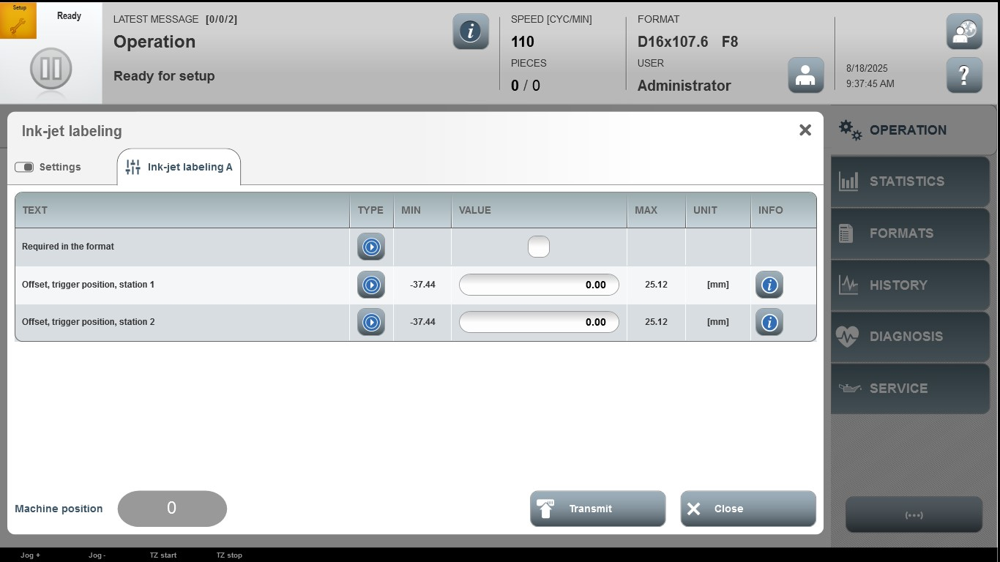 Setup
Ready
LATEST MESSAGE [0/0/2]
Operation
Ready for setup
i
SPEED [CYC/MIN]
110
PIECES
0 / 0
FORMAT
D16x107.6 F8
USER
Administrator
8/18/2025
9:37:45 AM
?
Ink-jet labeling
Settings
Ink-jet labeling A
TEXT TYPE MIN VALUE MAX UNIT INFO
Required in the format
Offset, trigger position, station 1 -37.44 0.00 25.12 [mm] i
Offset, trigger position, station 2 -37.44 0.00 25.12 [mm] i
Machine position 0
Transmit
Close
OPERATION
STATISTICS
FORMATS
HISTORY
DIAGNOSIS
SERVICE
(•••)
Jog + Jog - TZ start TZ stop